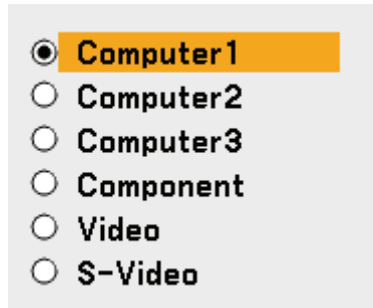 Computer1
Computer2
Computer3
Component
Video
S-Video